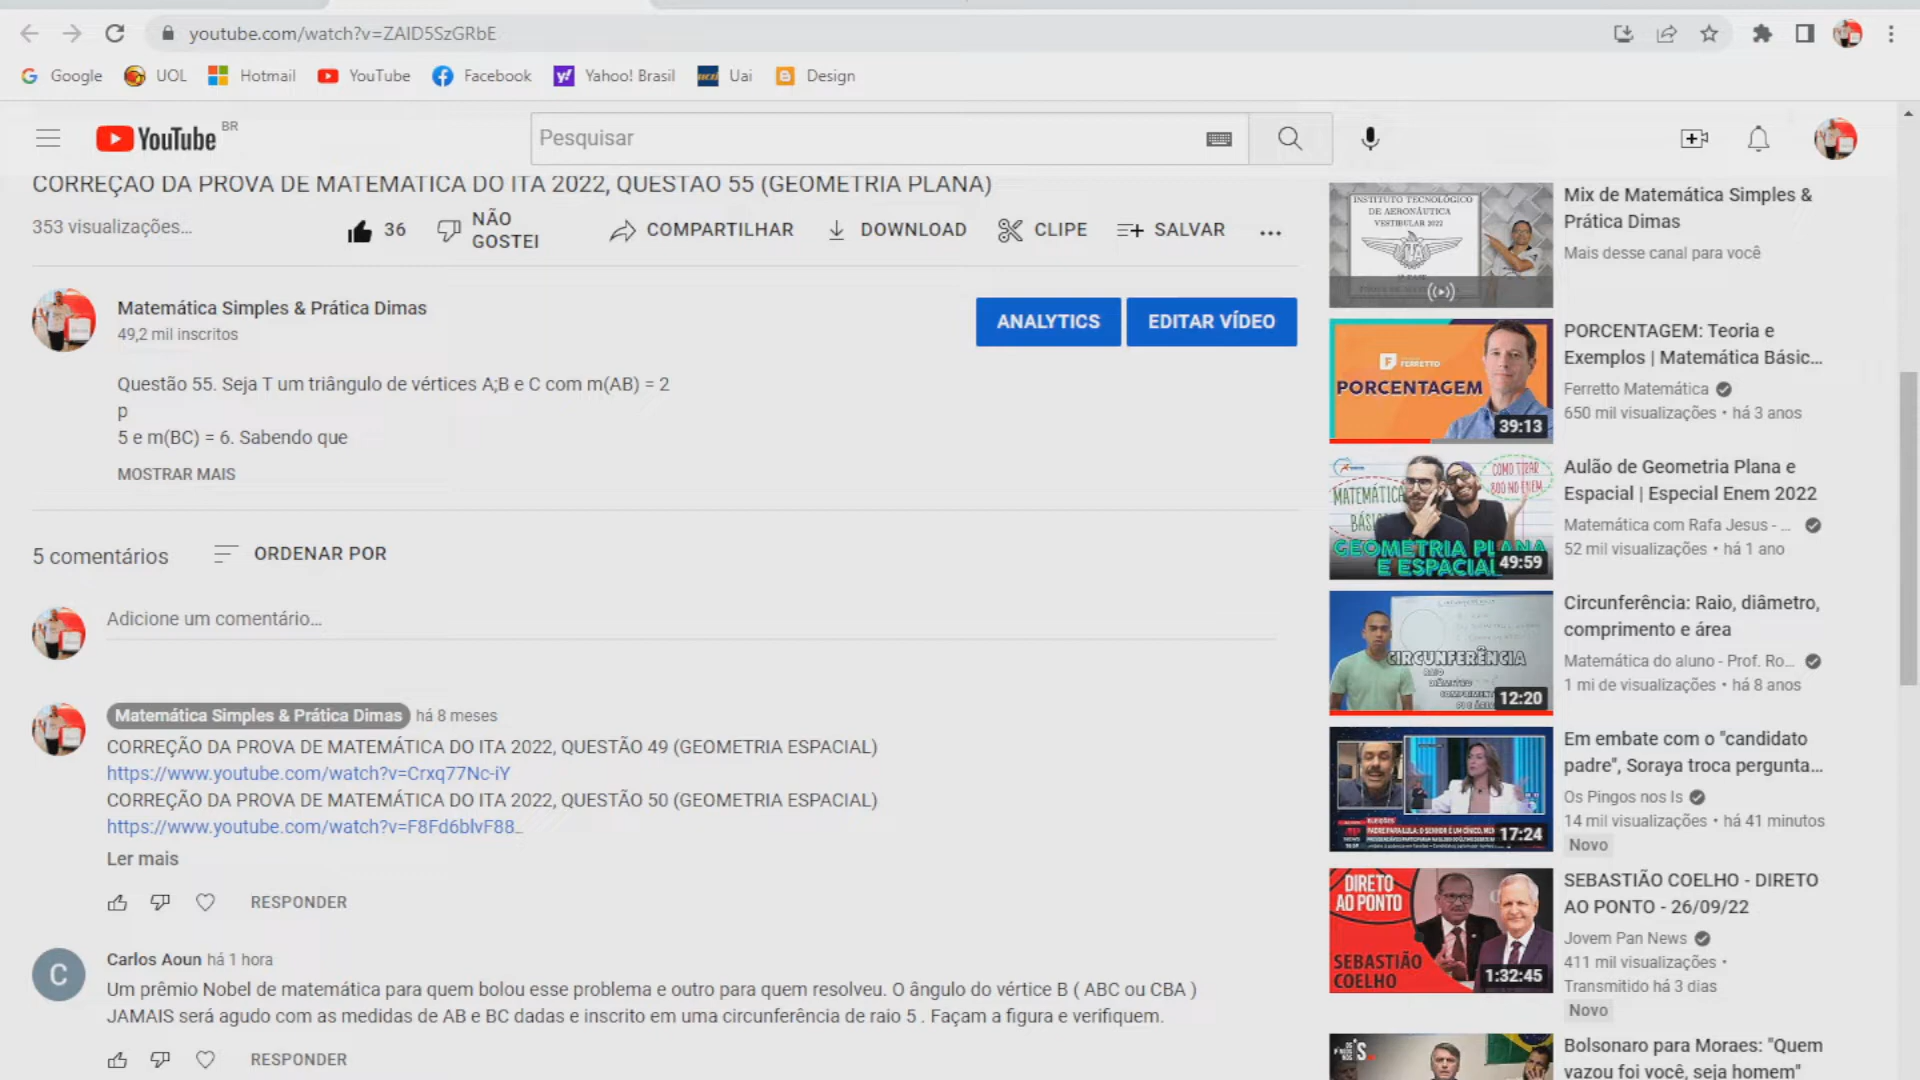 youtube.com/watch?v=ZAID5SzGRbE
Google UOL Hotmail YouTube Facebook Yahoo! Brasil Uai Design
YouTube BR
Pesquisar
CORREÇÃO DA PROVA DE MATEMÁTICA DO ITA 2022, QUESTÃO 55 (GEOMETRIA PLANA)
353 visualizações...
36
NÃO GOSTEI
COMPARTILHAR
DOWNLOAD
CLIPE
SALVAR
Matemática Simples & Prática Dimas
49,2 mil inscritos
ANALYTICS
EDITAR VÍDEO
Questão 55. Seja T um triângulo de vértices A;B e C com m(AB) = 2
p
5 e m(BC) = 6. Sabendo que
MOSTRAR MAIS
5 comentários
ORDENAR POR
Adicione um comentário...
Matemática Simples & Prática Dimas há 8 meses
CORREÇÃO DA PROVA DE MATEMÁTICA DO ITA 2022, QUESTÃO 49 (GEOMETRIA ESPACIAL)
https://www.youtube.com/watch?v=Crxq77Nc-iY
CORREÇÃO DA PROVA DE MATEMÁTICA DO ITA 2022, QUESTÃO 50 (GEOMETRIA ESPACIAL)
https://www.youtube.com/watch?v=F8Fd6blvF88
Ler mais
RESPONDER
C
Carlos Aoun há 1 hora
Um prêmio Nobel de matemática para quem bolou esse problema e outro para quem resolveu. O ângulo do vértice B ( ABC ou CBA )
JAMAIS será agudo com as medidas de AB e BC dadas e inscrito em uma circunferência de raio 5 . Façam a figura e verifiquem.
RESPONDER
INSTITUTO TECNOLÓGICO
DE AERONÁUTICA
VESTIBULAR 2022
ITA
Mix de Matemática Simples &
Prática Dimas
Mais desse canal para você
FERRETTO
PORCENTAGEM
39:13
PORCENTAGEM: Teoria e
Exemplos | Matemática Básic...
Ferretto Matemática
650 mil visualizações • há 3 anos
MATEMÁTICA
COMO TIRAR
800 NO ENEM
GEOMETRIA PLANA
E ESPACIAL
49:59
Aulão de Geometria Plana e
Espacial | Especial Enem 2022
Matemática com Rafa Jesus - ...
52 mil visualizações • há 1 ano
CIRCUNFERÊNCIA
RAIO
DIÂMETRO
12:20
Circunferência: Raio, diâmetro,
comprimento e área
Matemática do aluno - Prof. Ro...
1 mi de visualizações • há 8 anos
17:24
Em embate com o "candidato
padre", Soraya troca pergunta...
Os Pingos nos Is
14 mil visualizações • há 41 minutos
Novo
DIRETO
AO PONTO
SEBASTIÃO
COELHO
1:32:45
SEBASTIÃO COELHO - DIRETO
AO PONTO - 26/09/22
Jovem Pan News
411 mil visualizações •
Transmitido há 3 dias
Novo
Bolsonaro para Moraes: "Quem
vazou foi você, seja homem"